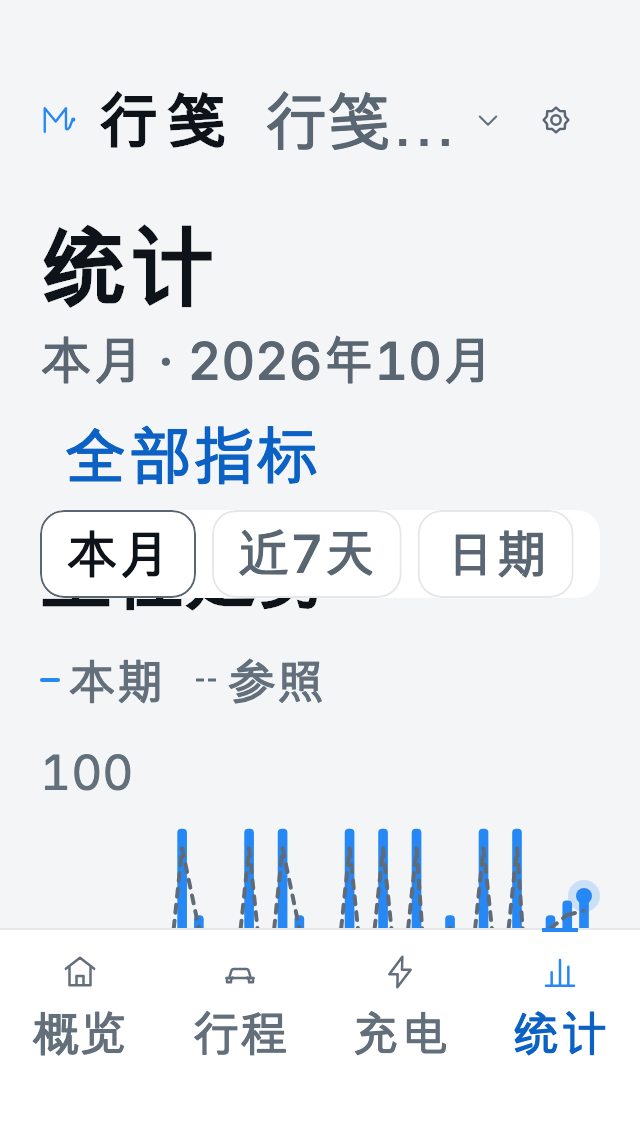 行笺 行笺...
统计
本月 · 2026年10月
全部指标
本月 近7天 日期
本期 参照
100
概览 行程 充电 统计